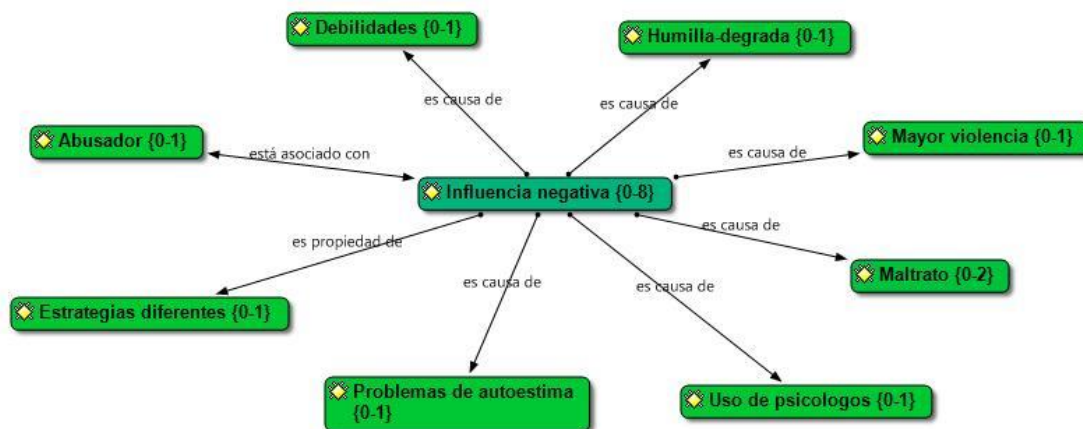 Debilidades {0-1}
Humilla-degrada {0-1}
es causa de
es causa de
Abusador {0-1}
está asociado con
es causa de
Mayor violencia {0-1}
Influencia negativa {0-8}
es propiedad de
es causa de
es causa de
es causa de
Maltrato {0-2}
Estrategias diferentes {0-1}
Problemas de autoestima
{0-1}
Uso de psicologos {0-1}